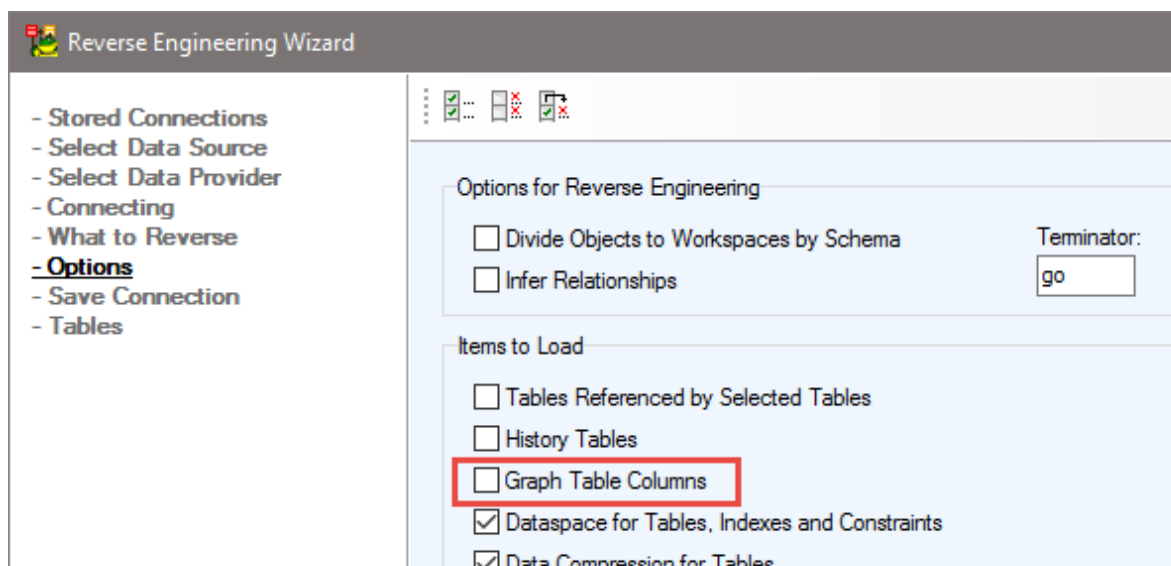 Reverse Engineering Wizard
- Stored Connections
- Select Data Source
- Select Data Provider
- Connecting
- What to Reverse
- Options
- Save Connection
- Tables
Options for Reverse Engineering
Divide Objects to Workspaces by Schema
Terminator:
Infer Relationships
go
Items to Load
Tables Referenced by Selected Tables
History Tables
Graph Table Columns
Dataspace for Tables, Indexes and Constraints
Data Compression for Tables